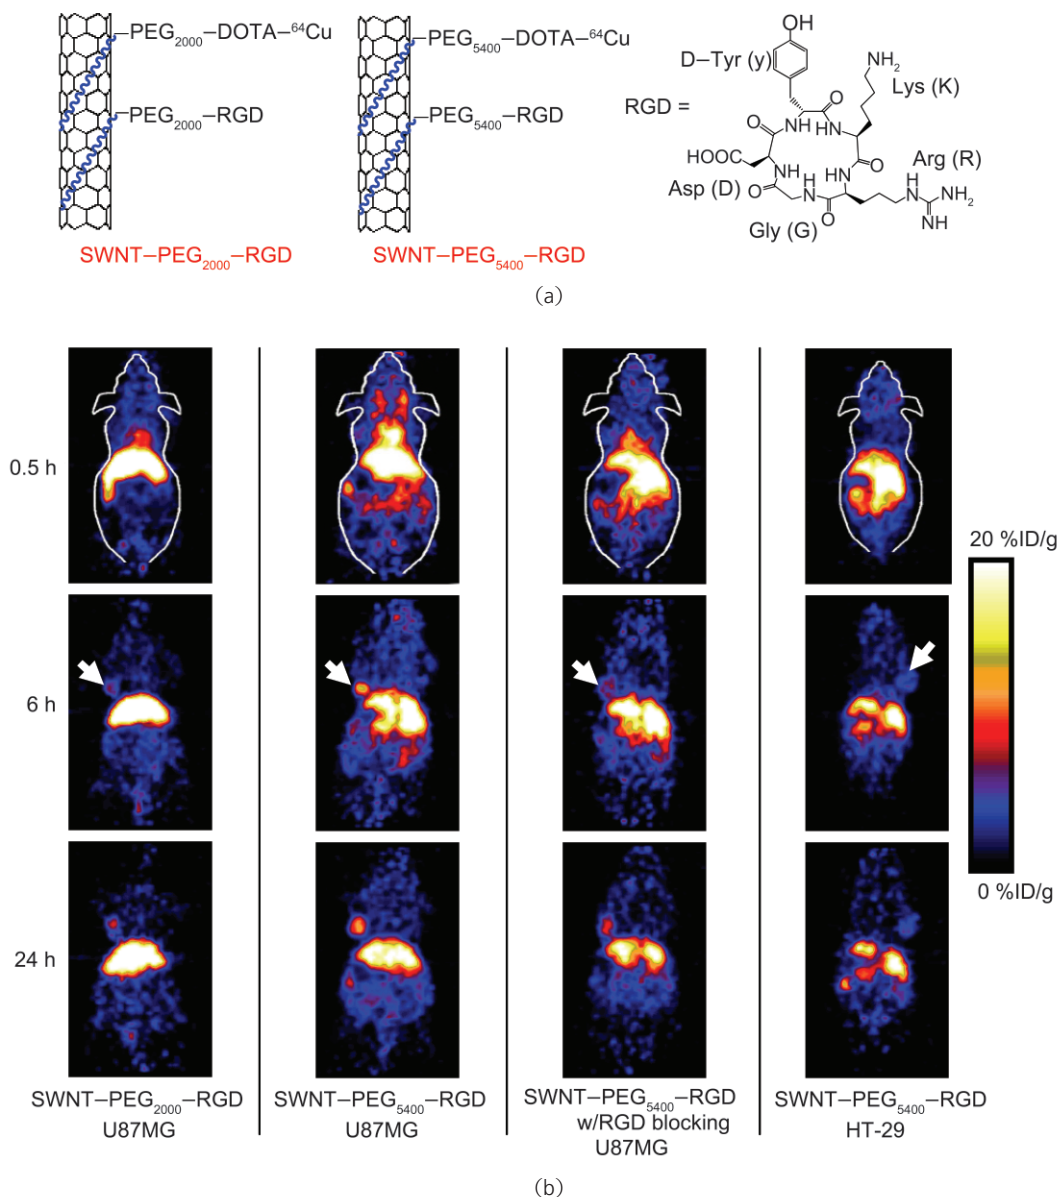 PEG2000–DOTA–64Cu
PEG2000–RGD
SWNT–PEG2000–RGD
PEG5400–DOTA–64Cu
PEG5400–RGD
SWNT–PEG5400–RGD
RGD =
OH
D–Tyr (y)
NH2
Lys (K)
O
O
NH
HN
O
HOOC
NH
HN
O
Asp (D)
O
H
N
O
Arg (R)
H
N
NH2
NH
Gly (G)
(a)
0.5 h
6 h
24 h
20 %ID/g
0 %ID/g
SWNT–PEG2000–RGD
U87MG
SWNT–PEG5400–RGD
U87MG
SWNT–PEG5400–RGD
w/RGD blocking
U87MG
SWNT–PEG5400–RGD
HT-29
(b)